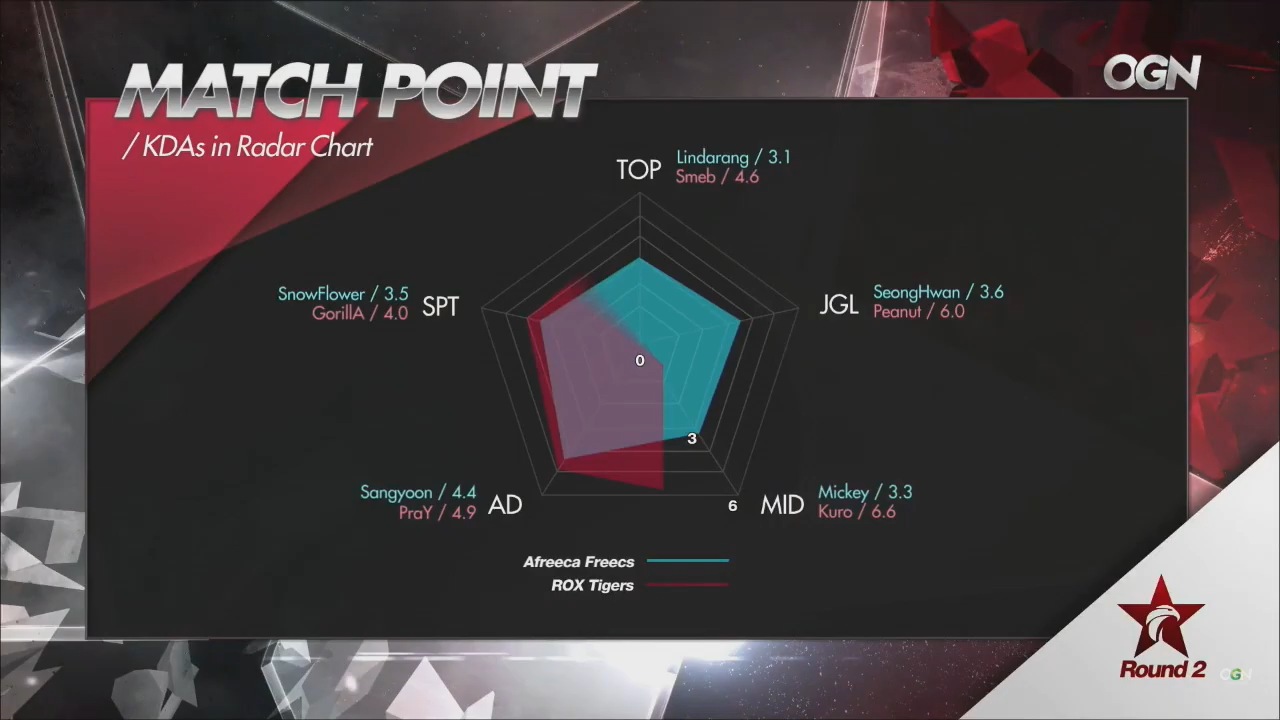 MATCH POINT
OGN
/ KDAs in Radar Chart
TOP
Lindarang / 3.1
Smeb / 4.6
SnowFlower / 3.5
GorillA / 4.0
SPT
JGL
SeongHwan / 3.6
Peanut / 6.0
0
3
Sangyoon / 4.4
PraY / 4.9
AD
6
MID
Mickey / 3.3
Kuro / 6.6
Afreeca Freecs
ROX Tigers
Round 2
OGN